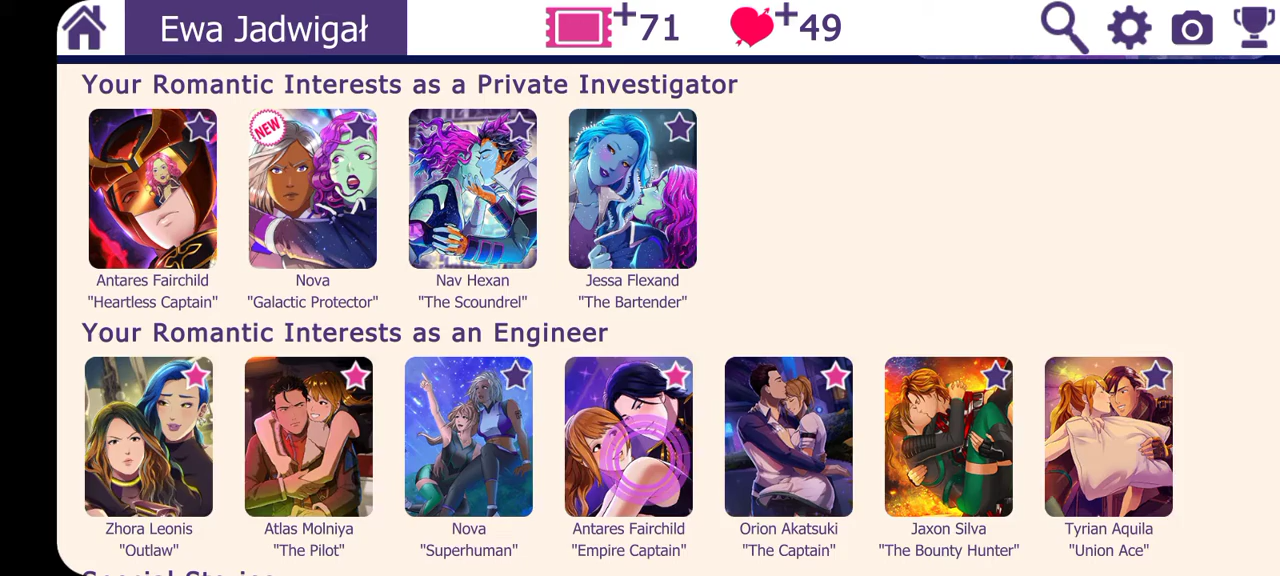 Ewa Jadwigał
+71
+49
Your Romantic Interests as a Private Investigator
NEW
Antares Fairchild
"Heartless Captain"
Nova
"Galactic Protector"
Nav Hexan
"The Scoundrel"
Jessa Flexand
"The Bartender"
Your Romantic Interests as an Engineer
Zhora Leonis
"Outlaw"
Atlas Molniya
"The Pilot"
Nova
"Superhuman"
Antares Fairchild
"Empire Captain"
Orion Akatsuki
"The Captain"
Jaxon Silva
"The Bounty Hunter"
Tyrian Aquila
"Union Ace"
Special Stories